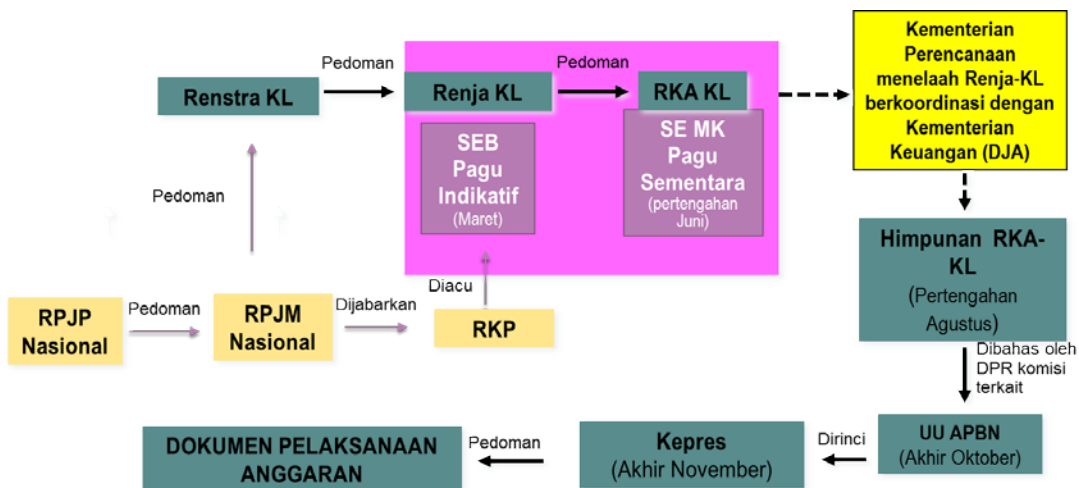 Renstra KL
Pedoman
Renja KL
Pedoman
RKA KL
SEB
Pagu
Indikatif
(Maret)
SE MK
Pagu
Sementara
(pertengahan
Juni)
Kementerian
Perencanaan
menelaah Renja-KL
berkoordinasi dengan
Kementerian
Keuangan (DJA)
Pedoman
RPJP
Nasional
Pedoman
RPJM
Nasional
Dijabarkan
RKP
Diacu
Himpunan RKA-
KL
(Pertengahan
Agustus)
Dibahas oleh
DPR komisi
terkait
UU APBN
(Akhir Oktober)
Dirinci
Kepres
(Akhir November)
Pedoman
DOKUMEN PELAKSANAAN
ANGGARAN